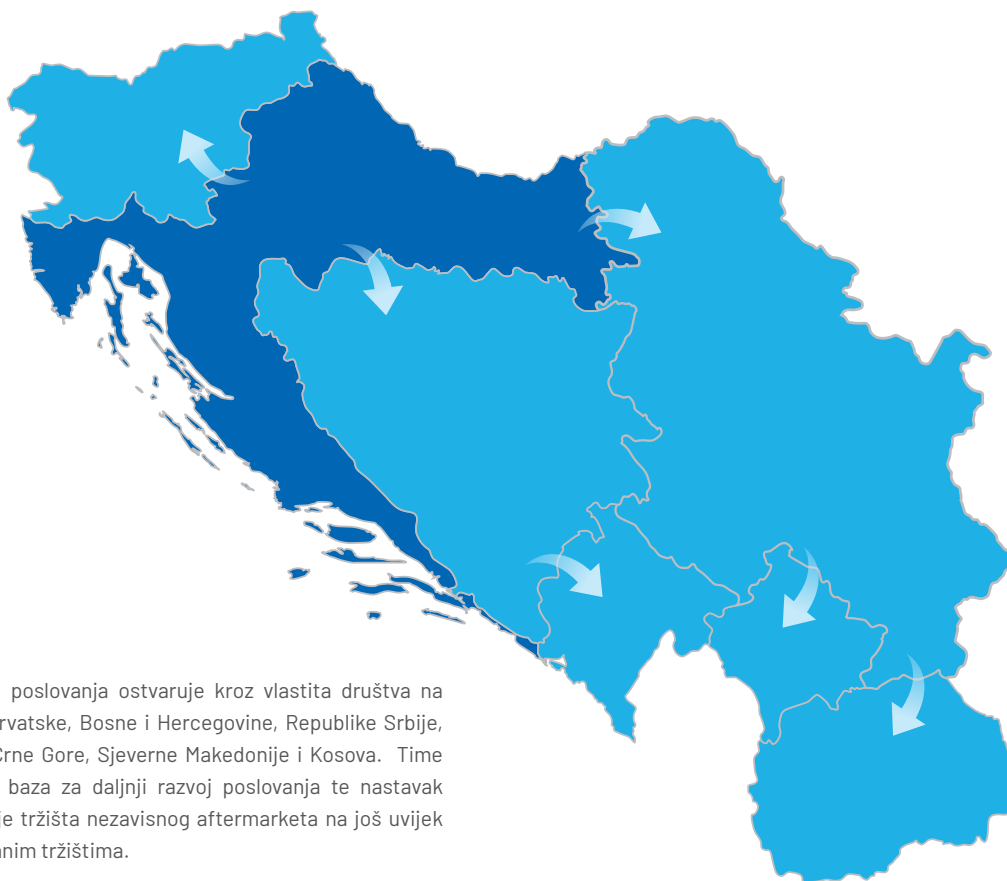 poslovanja ostvaruje kroz vlastita društva na
rvatske, Bosne i Hercegovine, Republike Srbije,
Crne Gore, Sjeverne Makedonije i Kosova. Time
baza za daljnji razvoj poslovanja te nastavak
je tržišta nezavisnog aftermarketa na još uvijek
anim tržištima.